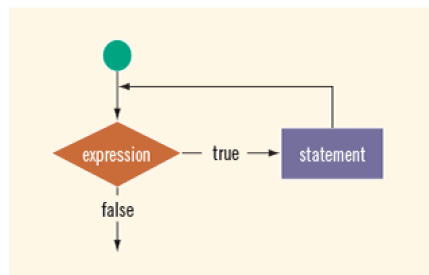 expression
true
statement
false